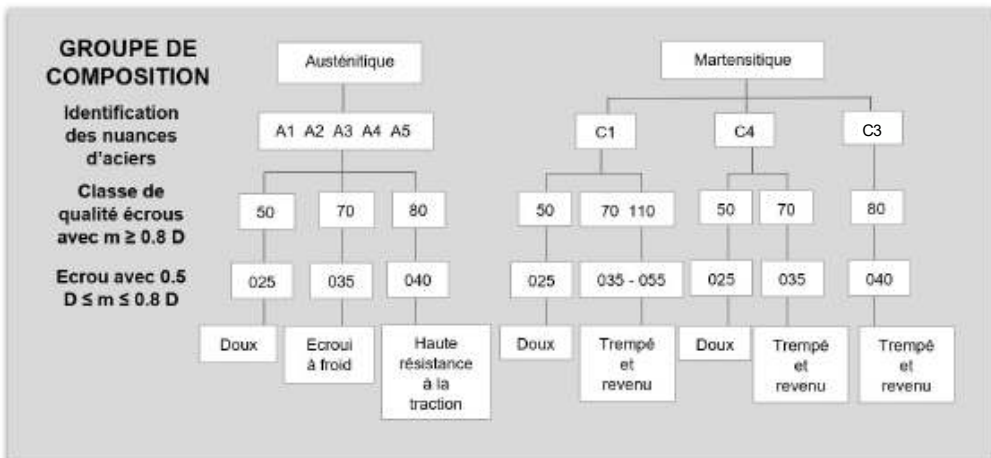 GROUPE DE
COMPOSITION
Austénitique
Martensitique
Identification
des nuances
d'aciers
A1 A2 A3 A4 A5
C1
C4
C3
Classe de
qualité écrous
avec m ≥ 0.8 D
50
70
80
50
70 110
50
70
80
Ecrou avec 0.5
D ≤ m ≤ 0.8 D
025
035
040
025
035 - 055
025
035
040
Doux
Ecroui
à froid
Haute
résistance
à la
traction
Doux
Trempé
et
revenu
Doux
Trempé
et
revenu
Trempé
et
revenu